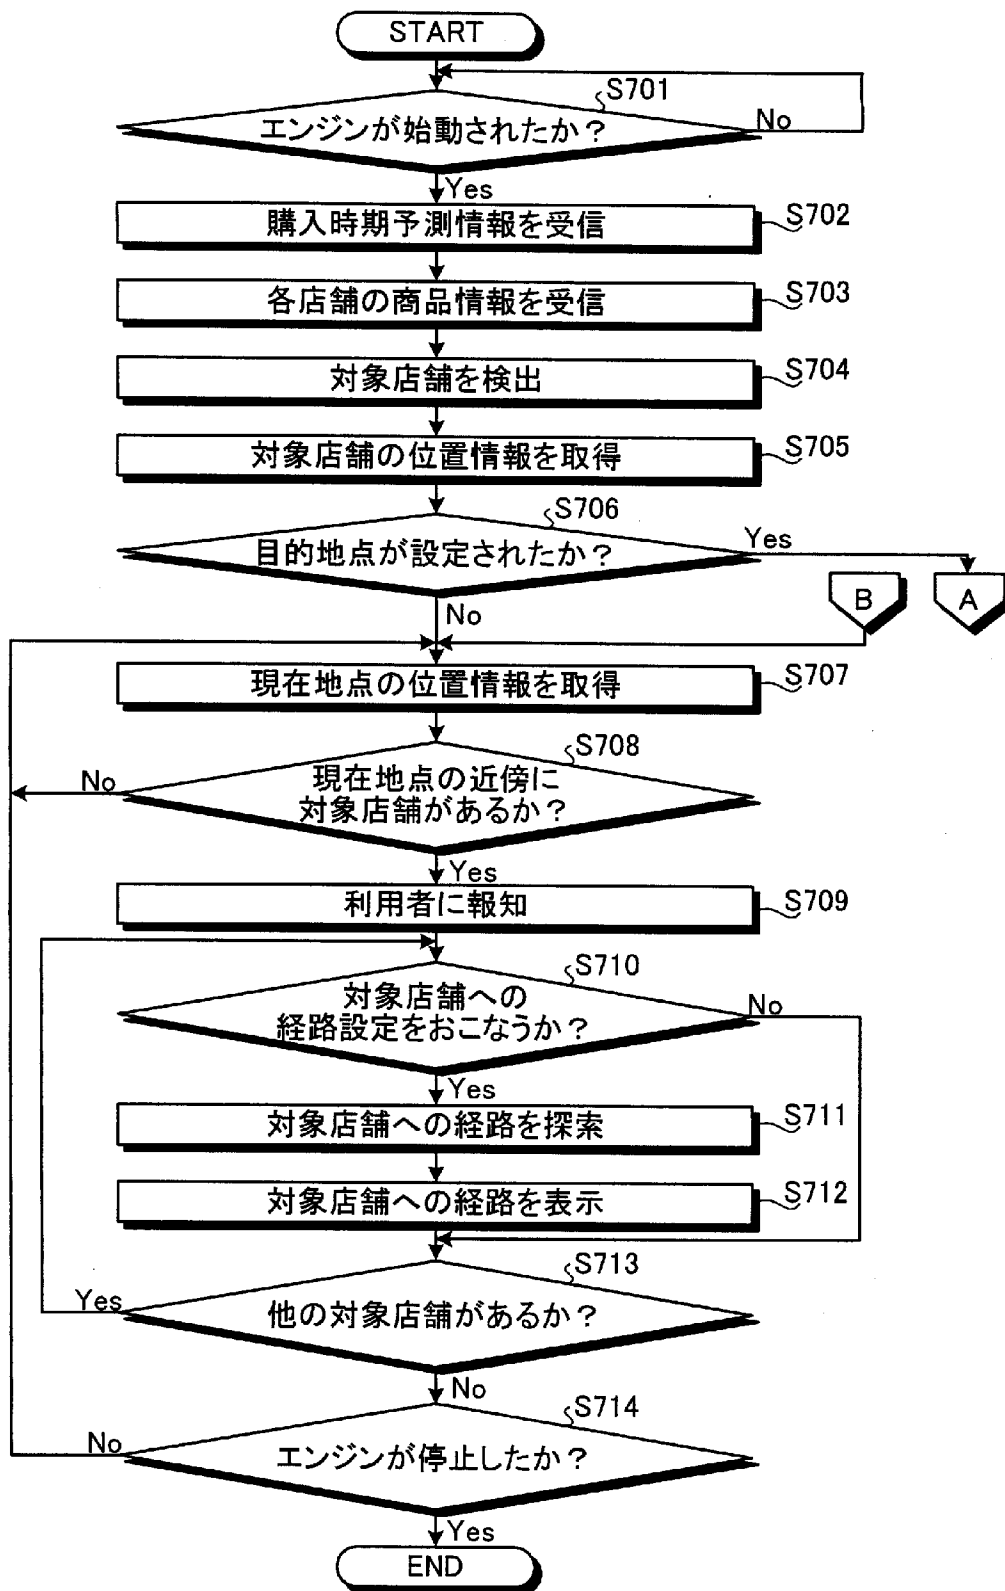 START
S701
エンジンが始動されたか？
No
Yes
購入時期予測情報を受信
S702
各店舗の商品情報を受信
S703
対象店舗を検出
S704
対象店舗の位置情報を取得
S705
S706
目的地点が設定されたか？
Yes
B
A
No
現在地点の位置情報を取得
S707
S708
現在地点の近傍に
対象店舗があるか？
No
Yes
利用者に報知
S709
S710
対象店舗への
経路設定をおこなうか？
No
Yes
対象店舗への経路を探索
S711
対象店舗への経路を表示
S712
S713
他の対象店舗があるか？
Yes
No
S714
エンジンが停止したか？
No
Yes
END